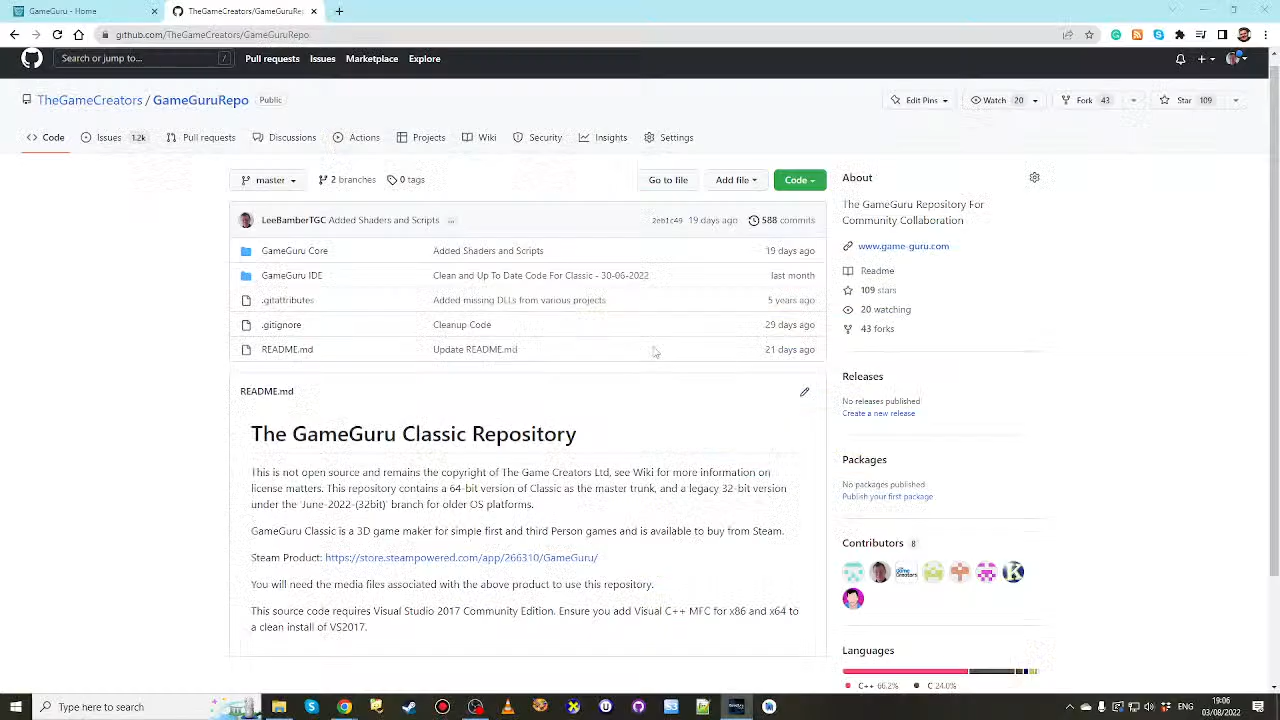 GameGuru - Home
TheGameCreators/GameGuruRep
github.com/TheGameCreators/GameGuruRepo
Search or jump to... /
Pull requests Issues Marketplace Explore
TheGameCreators / GameGuruRepo Public
Edit Pins Watch 20 Fork 43 Star 109
Code Issues 1.2k Pull requests Discussions Actions Projects Wiki Security Insights Settings
master 2 branches 0 tags Go to file Add file Code
LeeBamberTGC Added Shaders and Scripts ... 2eb1c49 19 days ago 588 commits
GameGuru Core Added Shaders and Scripts 19 days ago
GameGuru IDE Clean and Up To Date Code For Classic - 30-06-2022 last month
.gitattributes Added missing DLLs from various projects 5 years ago
.gitignore Cleanup Code 29 days ago
README.md Update README.md 21 days ago
README.md
The GameGuru Classic Repository
This is not open source and remains the copyright of The Game Creators Ltd, see Wiki for more information on
license matters. This repository contains a 64-bit version of Classic as the master trunk, and a legacy 32-bit version
under the 'June-2022-(32bit)' branch for older OS platforms.
GameGuru Classic is a 3D game maker for simple first and third Person games and is available to buy from Steam.
Steam Product: https://store.steampowered.com/app/266310/GameGuru/
You will need the media files associated with the above product to use this repository.
This source code requires Visual Studio 2017 Community Edition. Ensure you add Visual C++ MFC for x86 and x64 to
a clean install of VS2017.
About
The GameGuru Repository For
Community Collaboration
www.game-guru.com
Readme
109 stars
20 watching
43 forks
Releases
No releases published
Create a new release
Packages
No packages published
Publish your first package
Contributors 8
Languages
C++ 66.2% C 24.0%
Type here to search
ENG
19:06
03/08/2022